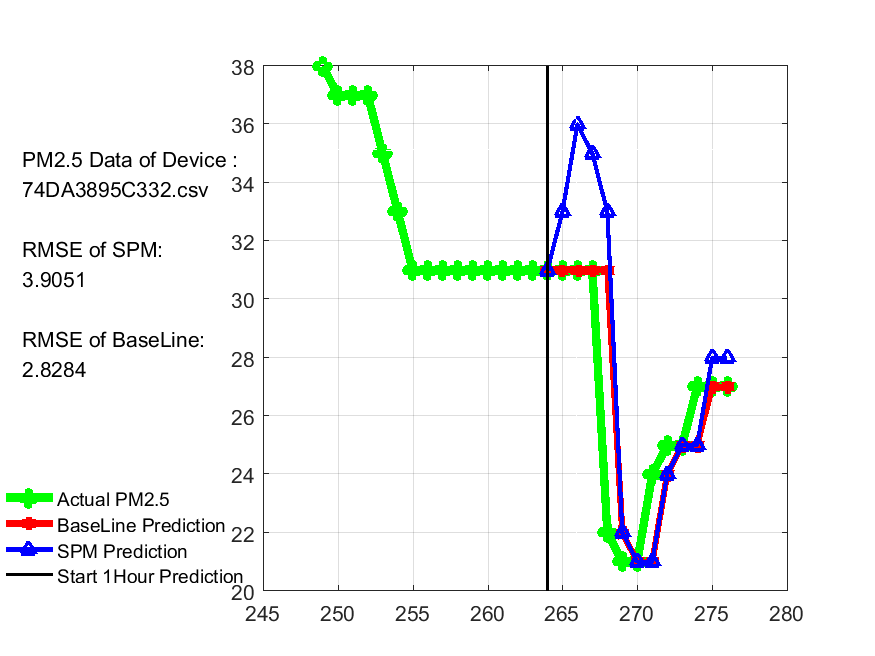 PM2.5 Data of Device :
74DA3895C332.csv
RMSE of SPM:
3.9051
RMSE of BaseLine:
2.8284
Actual PM2.5
BaseLine Prediction
SPM Prediction
Start 1Hour Prediction
38
36
34
32
30
28
26
24
22
20
245 250 255 260 265 270 275 280